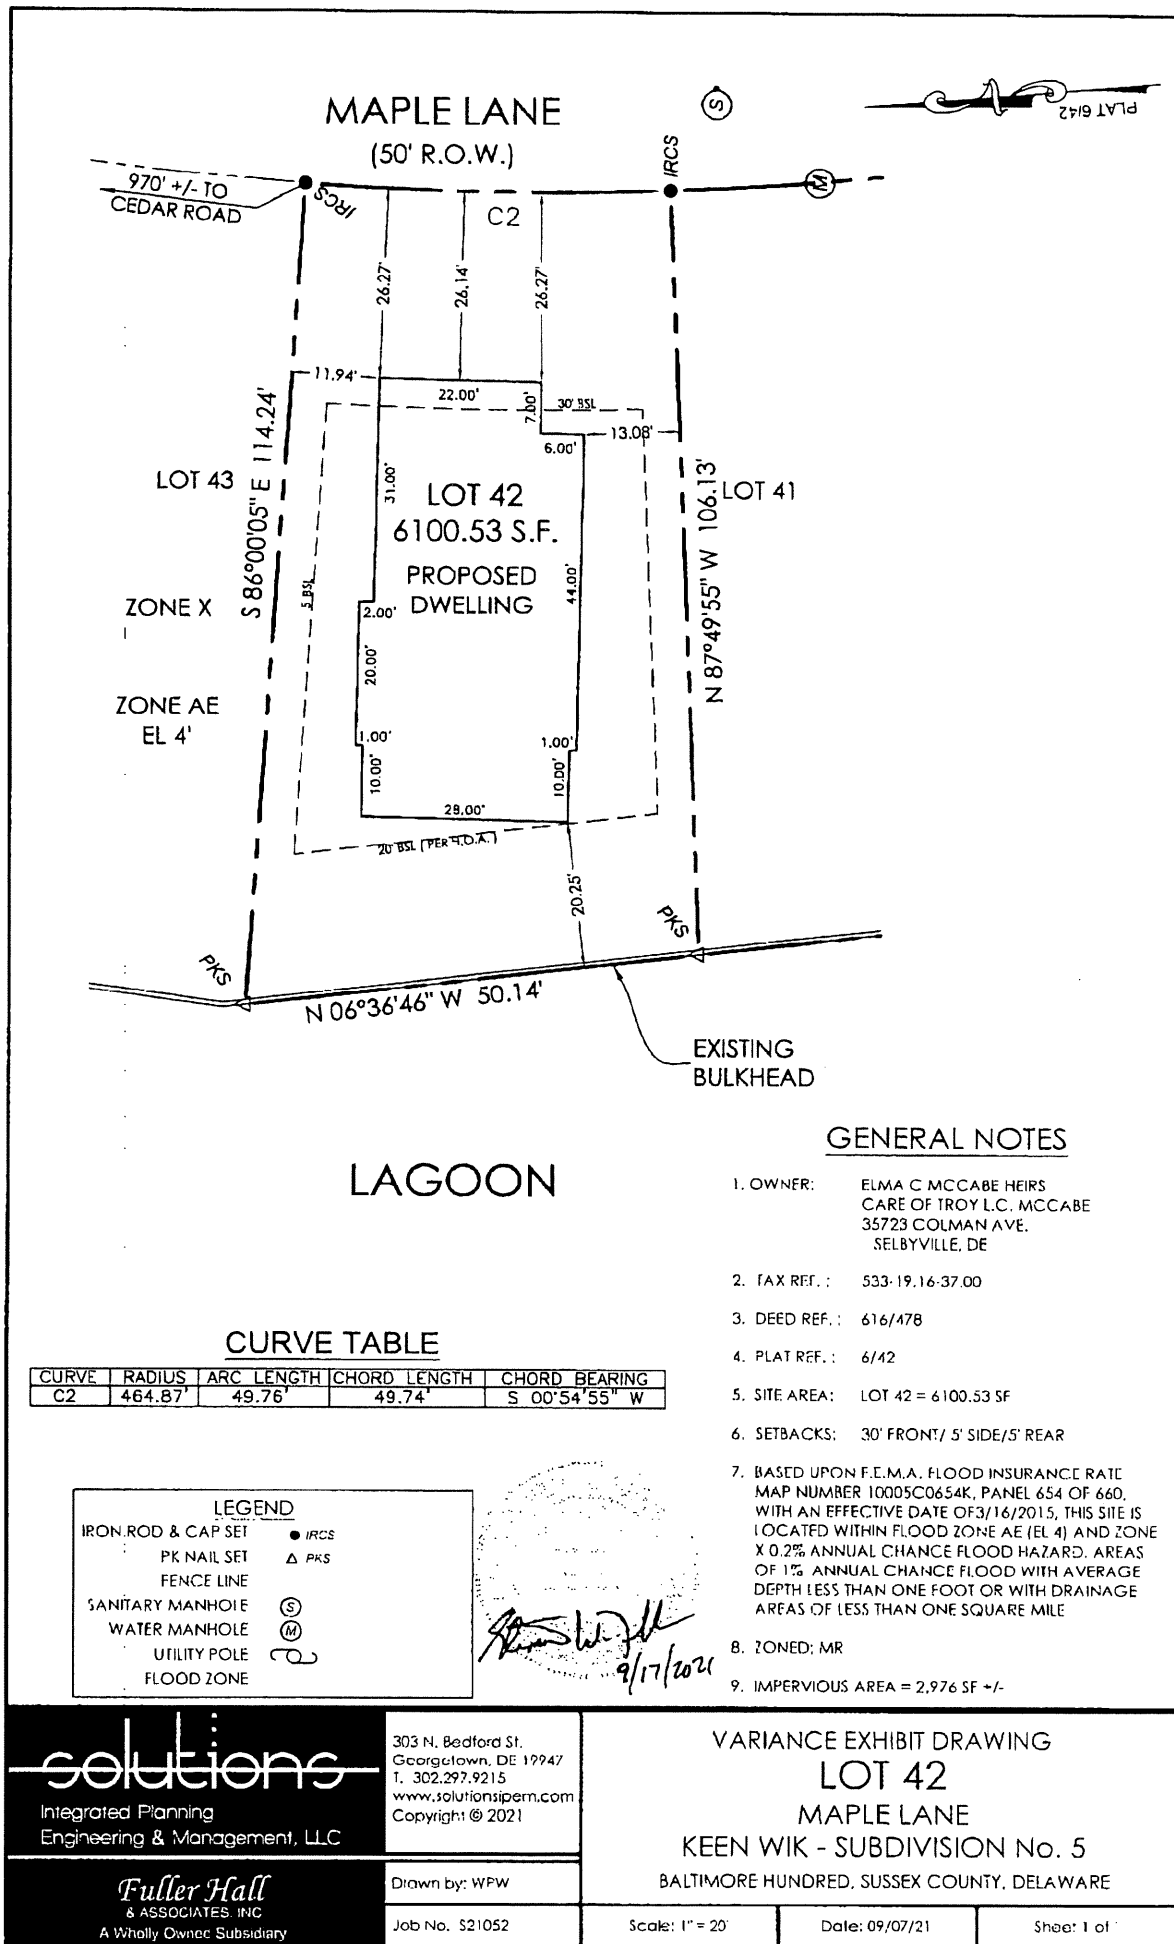 MAPLE LANE
(50' R.O.W.)
S
PLAT 6/42
970' +/- TO
CEDAR ROAD
IRCS
IRCS
M
C2
26.27'
26.14'
26.27'
11.94'
22.00'
7.00'
30' BSL
6.00'
13.08'
S 86°00'05" E 114.24'
LOT 43
31.00'
LOT 42
6100.53 S.F.
PROPOSED
DWELLING
44.00'
N 87°49'55" W 106.13'
LOT 41
5 BSL
ZONE X
2.00'
20.00'
ZONE AE
EL 4'
1.00'
1.00'
10.00'
10.00'
28.00'
20' BSL (PER H.O.A.)
20.25'
PKS
PKS
N 06°36'46" W 50.14'
EXISTING
BULKHEAD
LAGOON
GENERAL NOTES
1. OWNER: ELMA C MCCABE HEIRS
CARE OF TROY L.C. MCCABE
35723 COLMAN AVE.
SELBYVILLE, DE
2. TAX REF. : 533-19.16-37.00
3. DEED REF. : 616/478
4. PLAT REF. : 6/42
5. SITE AREA: LOT 42 = 6100.53 SF
6. SETBACKS: 30' FRONT/ 5' SIDE/5' REAR
7. BASED UPON F.E.M.A. FLOOD INSURANCE RATE
MAP NUMBER 10005C0654K, PANEL 654 OF 660,
WITH AN EFFECTIVE DATE OF3/16/2015, THIS SITE IS
LOCATED WITHIN FLOOD ZONE AE (EL 4) AND ZONE
X 0.2% ANNUAL CHANCE FLOOD HAZARD. AREAS
OF 1% ANNUAL CHANCE FLOOD WITH AVERAGE
DEPTH LESS THAN ONE FOOT OR WITH DRAINAGE
AREAS OF LESS THAN ONE SQUARE MILE
8. ZONED: MR
9. IMPERVIOUS AREA = 2,976 SF +/-
CURVE TABLE
CURVE RADIUS ARC LENGTH CHORD LENGTH CHORD BEARING
C2 464.87' 49.76' 49.74' S 00°54'55" W
LEGEND
IRON ROD & CAP SET IRCS
PK NAIL SET PKS
FENCE LINE
SANITARY MANHOLE S
WATER MANHOLE M
UTILITY POLE
FLOOD ZONE
9/17/2021
solutions
Integrated Planning
Engineering & Management, LLC
303 N. Bedford St.
Georgetown, DE 19947
T. 302.297.9215
www.solutionsipem.com
Copyright © 2021
VARIANCE EXHIBIT DRAWING
LOT 42
MAPLE LANE
KEEN WIK - SUBDIVISION No. 5
BALTIMORE HUNDRED, SUSSEX COUNTY, DELAWARE
Fuller Hall
& ASSOCIATES, INC
A Wholly Owned Subsidiary
Drawn by: WPW
Job No. S21052
Scale: 1" = 20'
Date: 09/07/21
Sheet 1 of